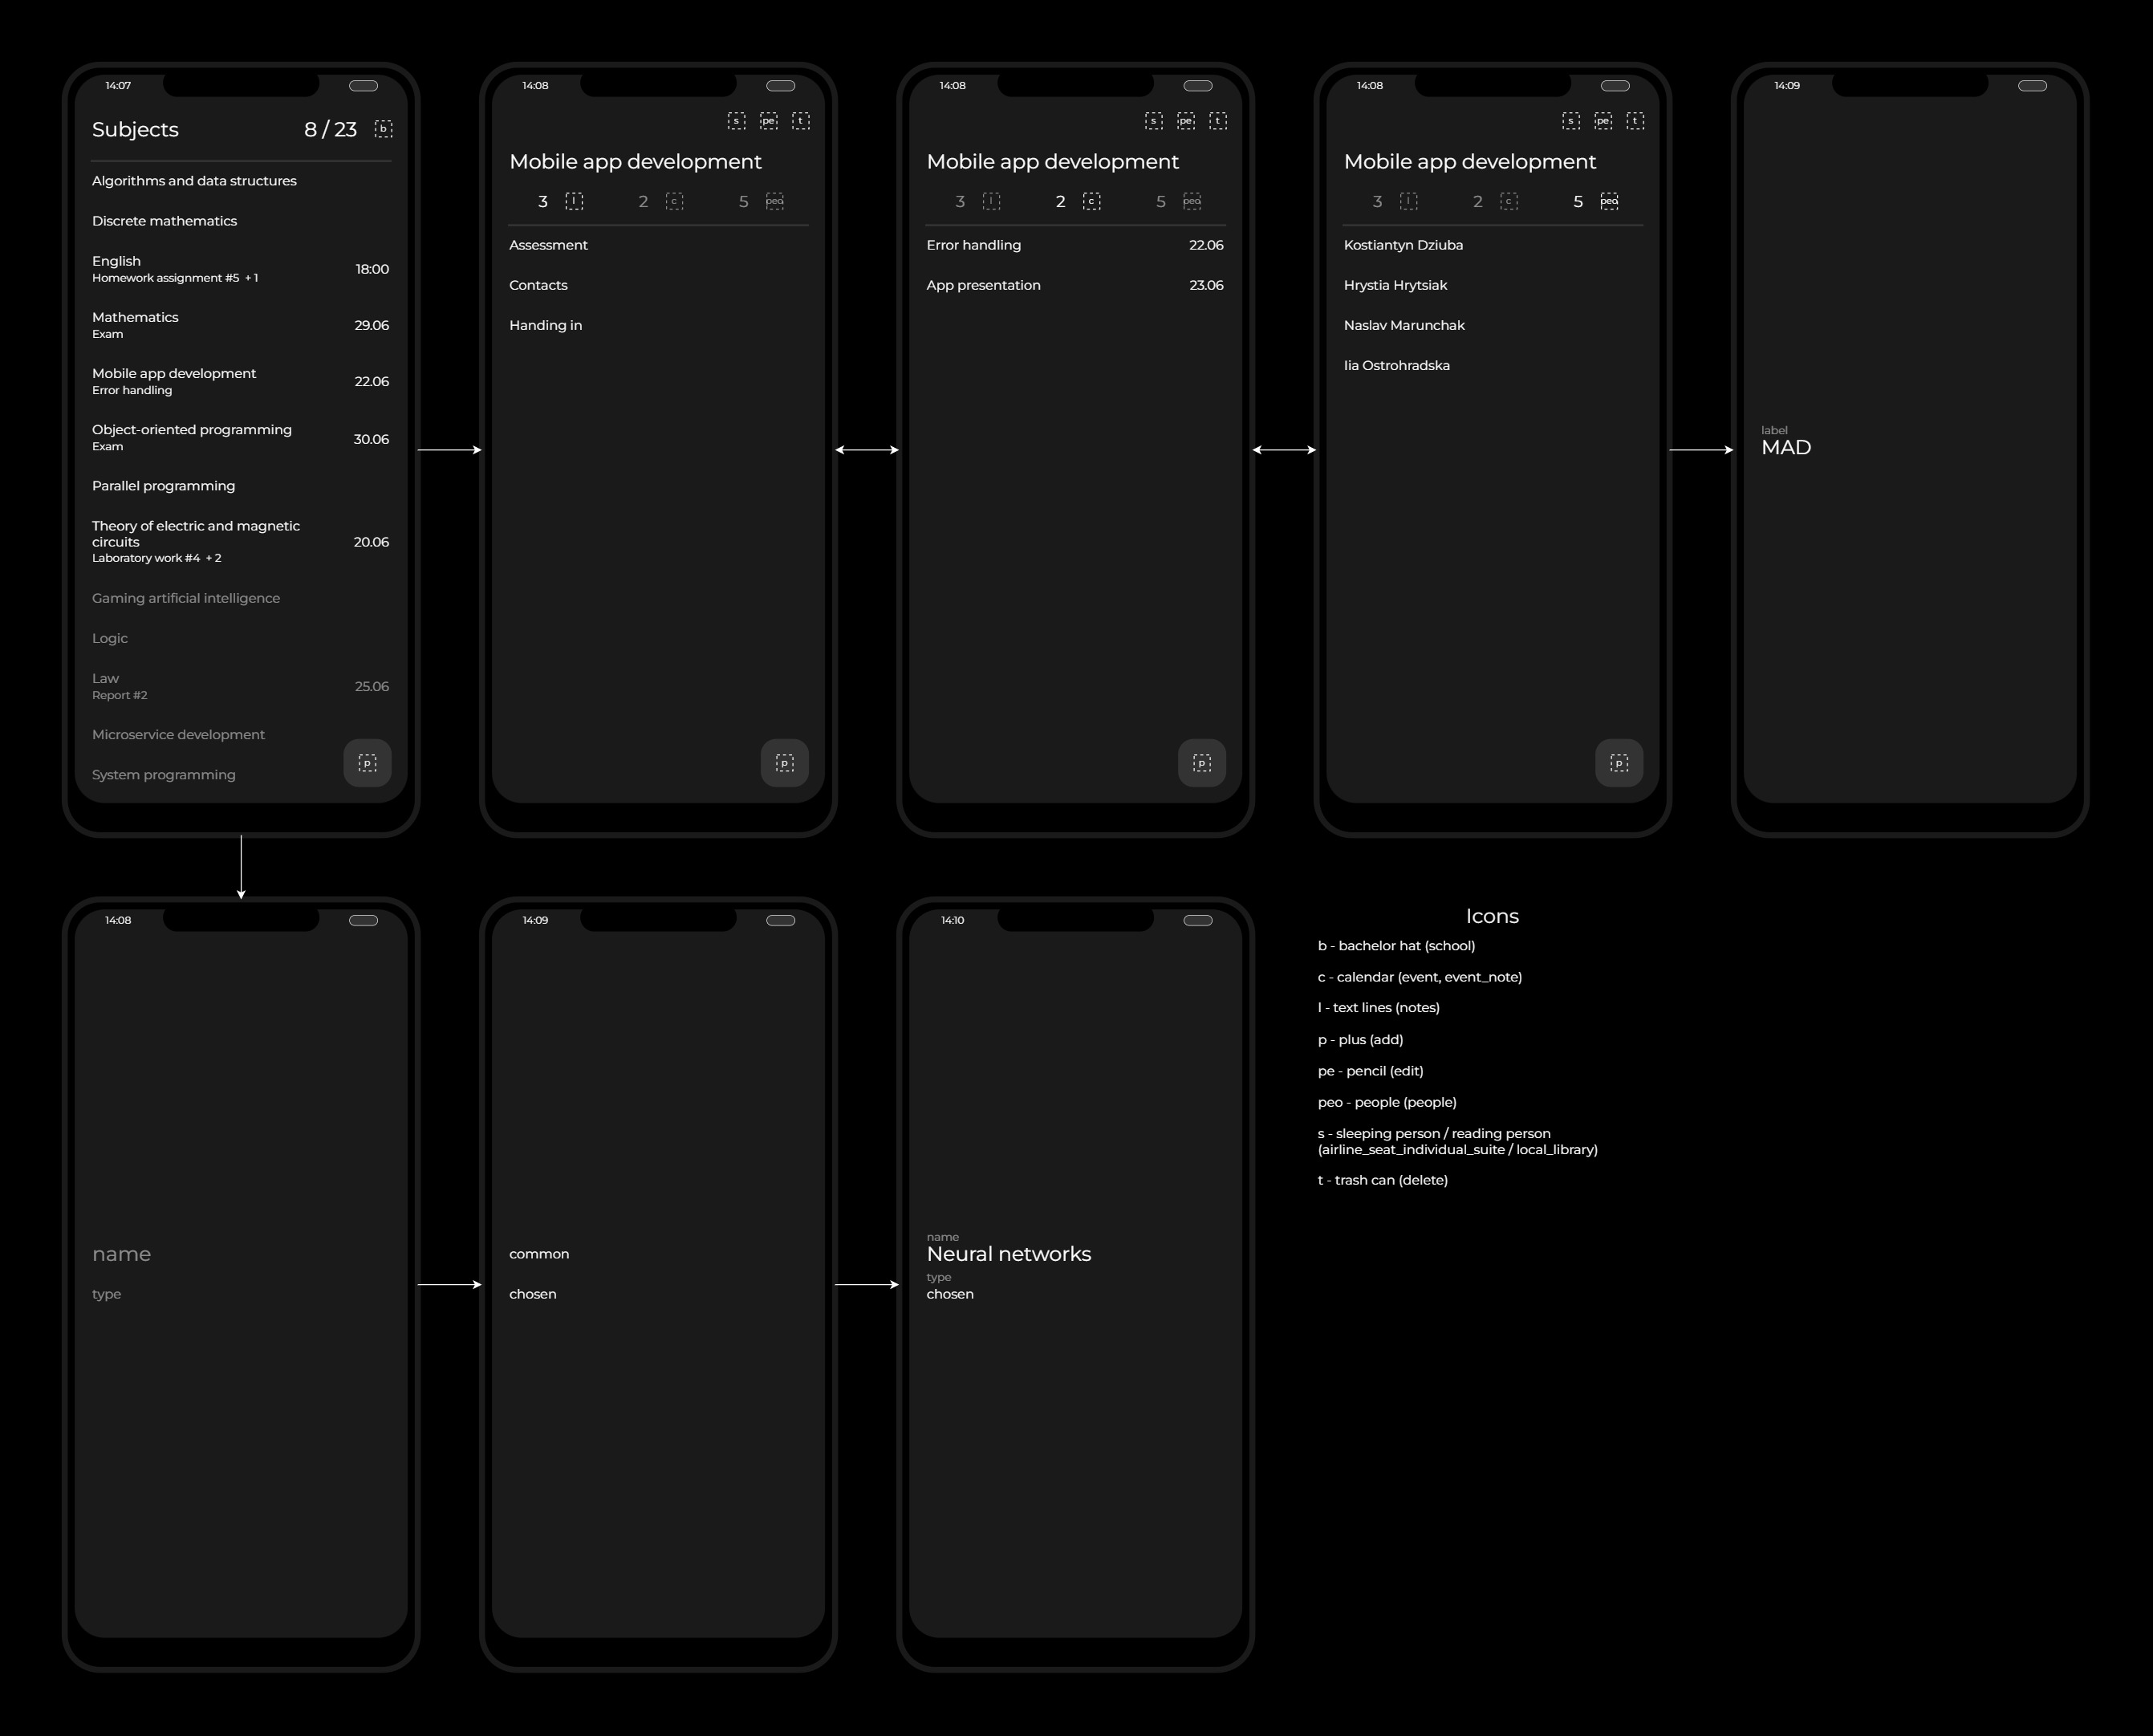 14:07
Subjects 8 / 23 b
Algorithms and data structures
Discrete mathematics
English
Homework assignment #5 + 1
18:00
Mathematics
Exam
29.06
Mobile app development
Error handling
22.06
Object-oriented programming
Exam
30.06
Parallel programming
Theory of electric and magnetic
circuits
Laboratory work #4 + 2
20.06
Gaming artificial intelligence
Logic
Law
Report #2
25.06
Microservice development
System programming
p
14:08
s pe t
Mobile app development
3 l 2 c 5 peo
Assessment
Contacts
Handing in
p
14:08
s pe t
Mobile app development
3 l 2 c 5 peo
Error handling 22.06
App presentation 23.06
p
14:08
s pe t
Mobile app development
3 l 2 c 5 peo
Kostiantyn Dziuba
Hrystia Hrytsiak
Naslav Marunchak
Iia Ostrohradska
p
14:09
label
MAD
14:08
name
type
14:09
common
chosen
14:10
name
Neural networks
type
chosen
Icons
b - bachelor hat (school)
c - calendar (event, event_note)
l - text lines (notes)
p - plus (add)
pe - pencil (edit)
peo - people (people)
s - sleeping person / reading person
(airline_seat_individual_suite / local_library)
t - trash can (delete)